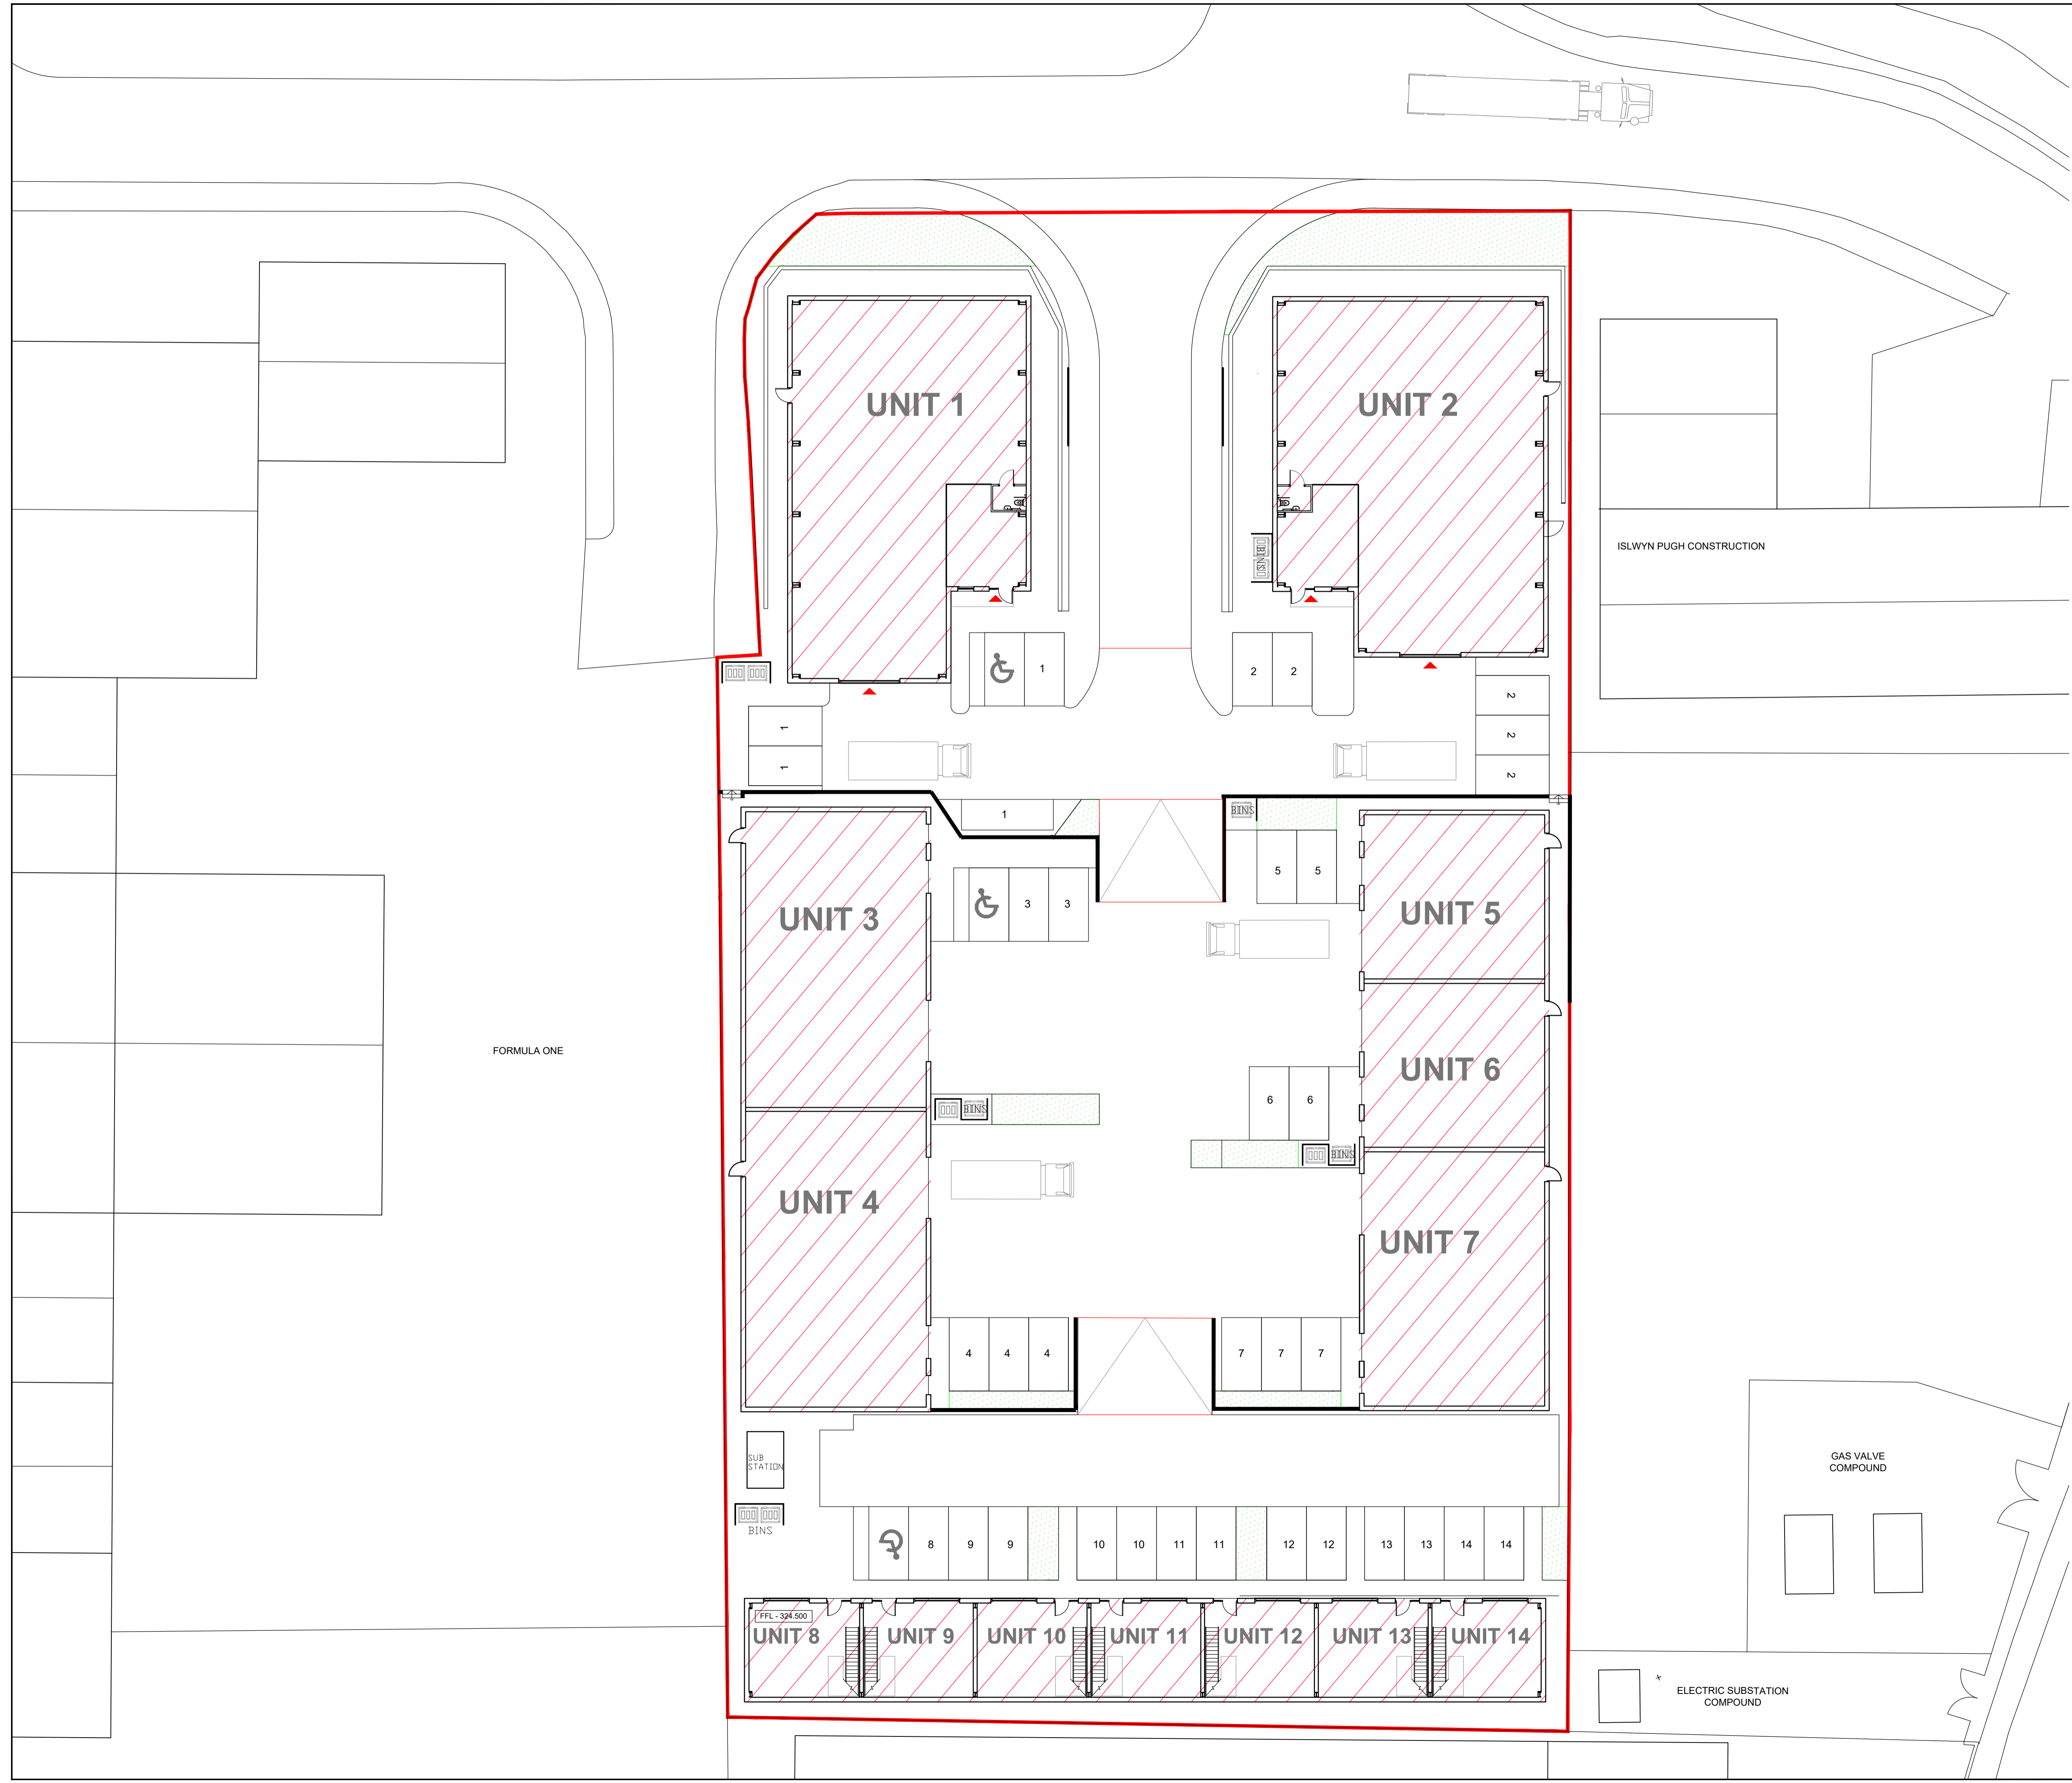 UNIT 1
UNIT 2
ISLWYN PUGH CONSTRUCTION
BINS
1
2
2
2
1
2
1
2
1
BINS
5
5
UNIT 3
3
3
UNIT 5
FORMULA ONE
UNIT 6
6
6
BINS
BINS
UNIT 4
UNIT 7
4
4
4
7
7
7
SUB
STATION
GAS VALVE
COMPOUND
BINS
8
9
9
10
10
11
11
12
12
13
13
14
14
FFL - 324.500
UNIT 8
UNIT 9
UNIT 10
UNIT 11
UNIT 12
UNIT 13
UNIT 14
ELECTRIC SUBSTATION
COMPOUND